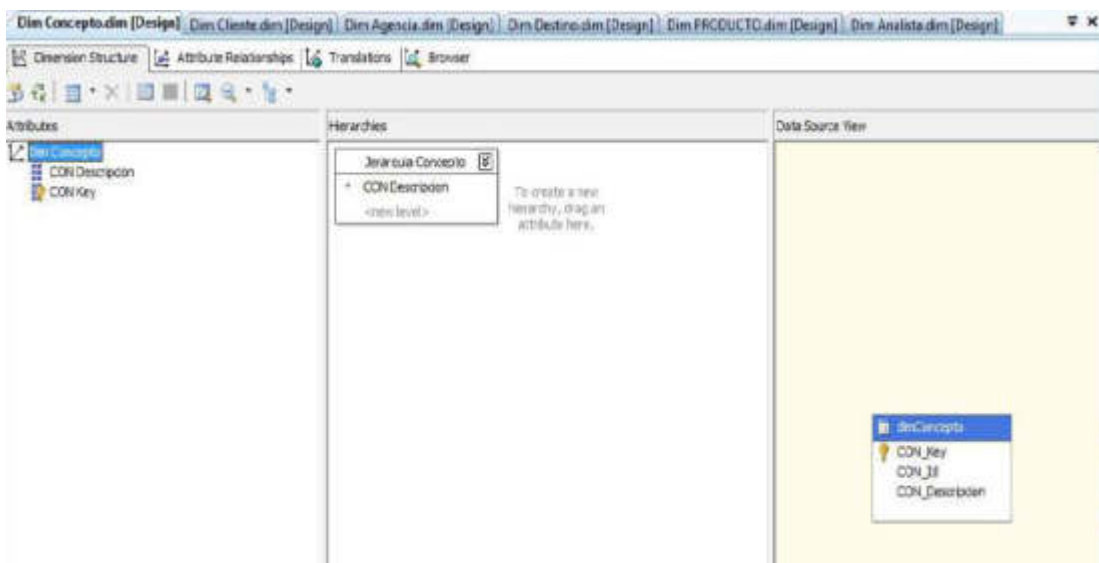 Dim Concepto.dim [Design] Dim Cliente.dim [Design] Dim Agencia.dim [Design] Dim Destino.dim [Design] Dim PRODUCTO.dim [Design] Dim Analista.dim [Design]
Dimension Structure Attribute Relationships Translations Browser
Attributes
Dim Concepto
CON Descripcion
CON Key
Hierarchies
Jerarquia Concepto
CON Descripcion
<new level>
To create a new
hierarchy, drag an
attribute here.
Data Source View
dimConcepto
CON_Key
CON_Id
CON_Descripcion